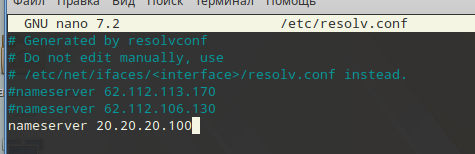 Файл Правка Вид Поиск Терминал Помощь
GNU nano 7.2 /etc/resolv.conf
# Generated by resolvconf
# Do not edit manually, use
# /etc/net/ifaces/<interface>/resolv.conf instead.
#nameserver 62.112.113.170
#nameserver 62.112.106.130
nameserver 20.20.20.100